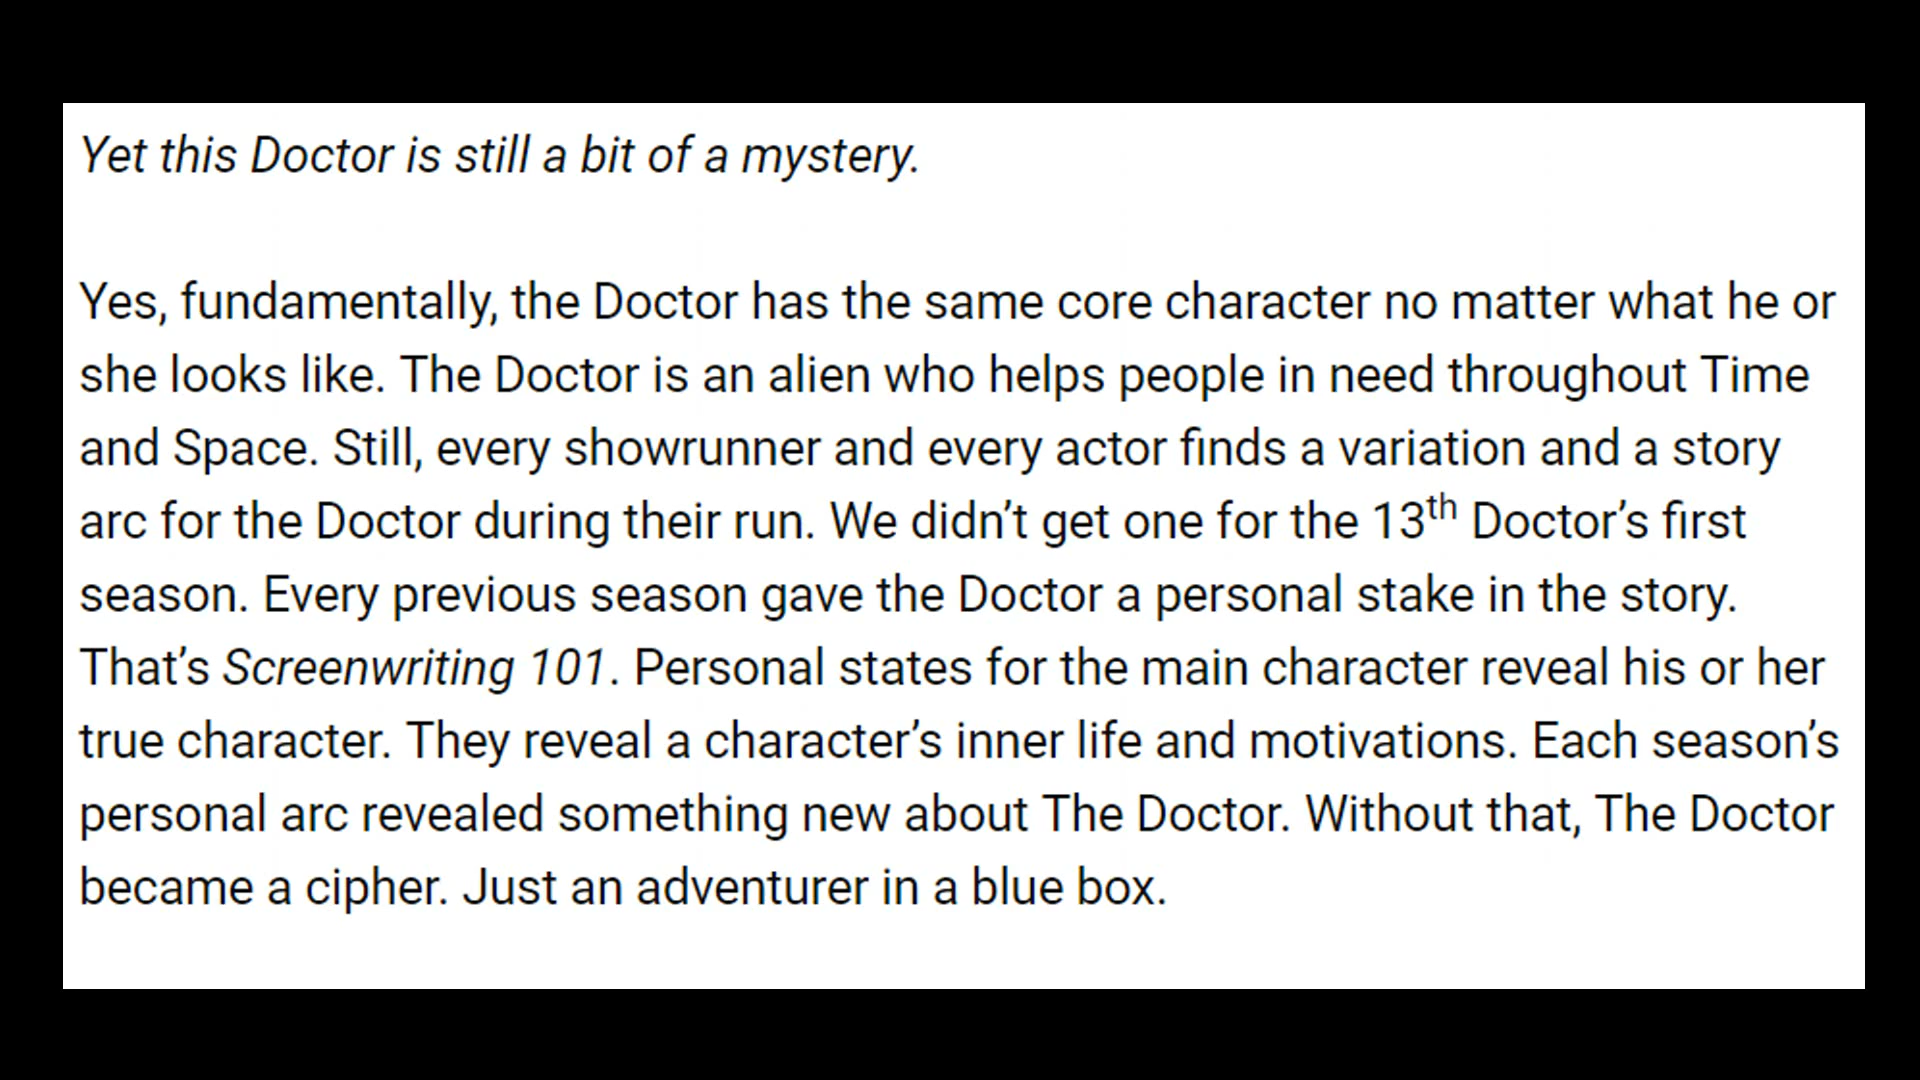 Yet this Doctor is still a bit of a mystery.
Yes, fundamentally, the Doctor has the same core character no matter what he or
she looks like. The Doctor is an alien who helps people in need throughout Time
and Space. Still, every showrunner and every actor finds a variation and a story
arc for the Doctor during their run. We didn’t get one for the 13th Doctor’s first
season. Every previous season gave the Doctor a personal stake in the story.
That’s Screenwriting 101. Personal states for the main character reveal his or her
true character. They reveal a character’s inner life and motivations. Each season’s
personal arc revealed something new about The Doctor. Without that, The Doctor
became a cipher. Just an adventurer in a blue box.